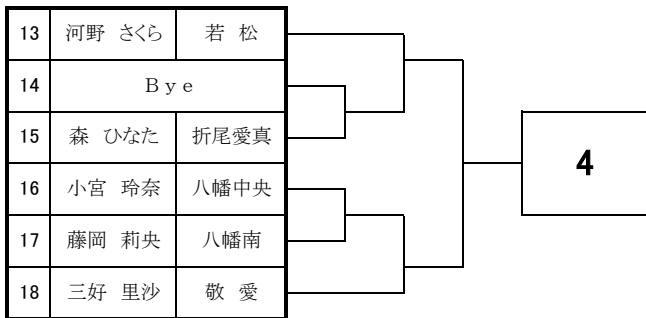 13 河野 さくら 若 松
14 Ｂｙｅ
15 森 ひなた 折尾愛真
16 小宮 玲奈 八幡中央
17 藤岡 莉央 八幡南
18 三好 里沙 敬 愛
4